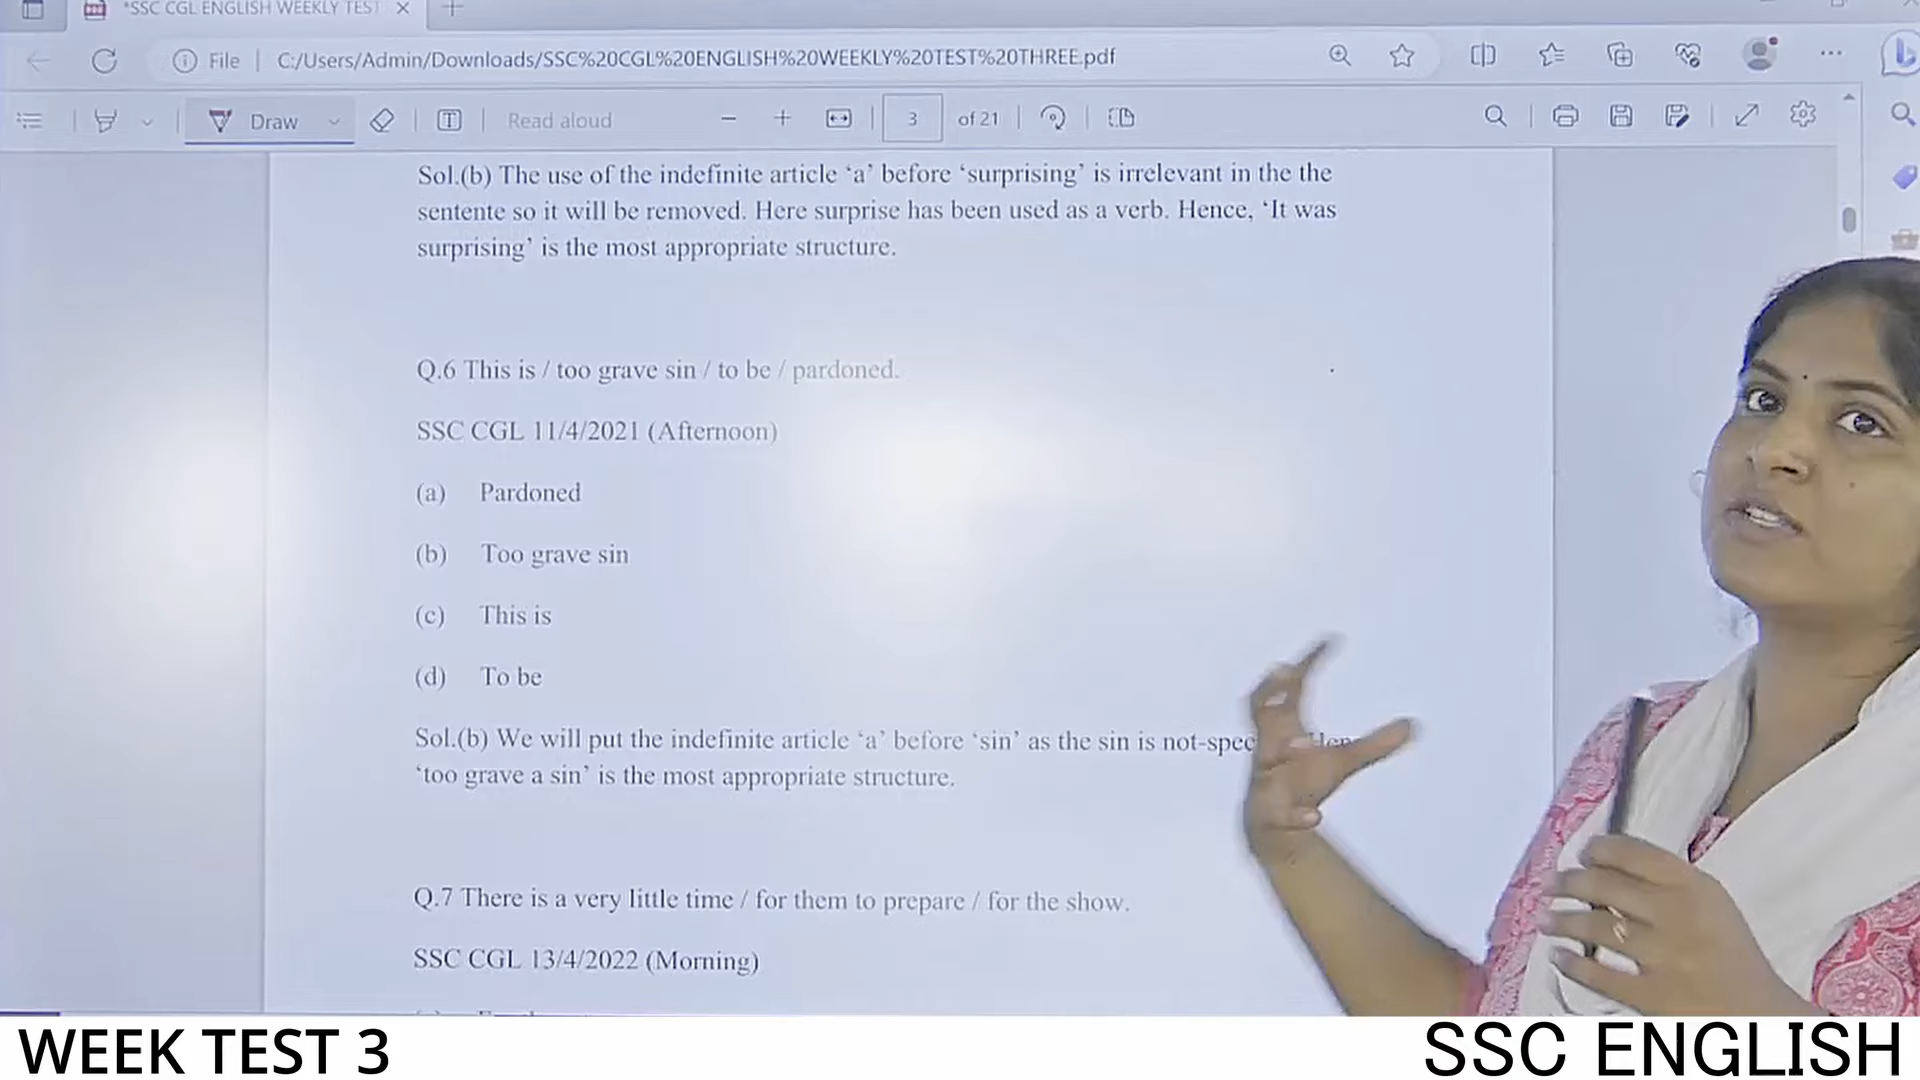 *SSC CGL ENGLISH WEEKLY TEST
File
C:/Users/Admin/Downloads/SSC%20CGL%20ENGLISH%20WEEKLY%20TEST%20THREE.pdf
Draw
Read aloud
3 of 21
Sol.(b) The use of the indefinite article ‘a’ before ‘surprising’ is irrelevant in the the
sentente so it will be removed. Here surprise has been used as a verb. Hence, ‘It was
surprising’ is the most appropriate structure.
Q.6 This is / too grave sin / to be / pardoned.
SSC CGL 11/4/2021 (Afternoon)
(a) Pardoned
(b) Too grave sin
(c) This is
(d) To be
Sol.(b) We will put the indefinite article ‘a’ before ‘sin’ as the sin is not-spec
‘too grave a sin’ is the most appropriate structure.
Q.7 There is a very little time / for them to prepare / for the show.
SSC CGL 13/4/2022 (Morning)
WEEK TEST 3
SSC ENGLISH